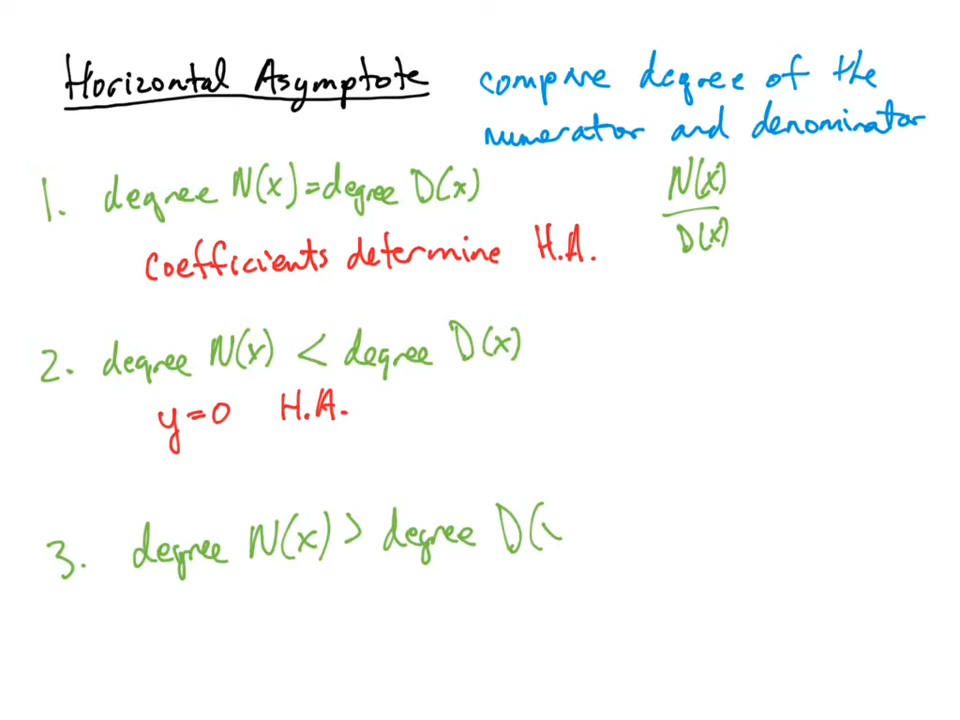 Horizontal Asymptote
compare degree of the
numerator and denominator
1. degree N(x) = degree D(x)
N(x)
D(x)
coefficients determine H.A.
2. degree N(x) < degree D(x)
y=0 H.A.
3. degree N(x) > degree D(